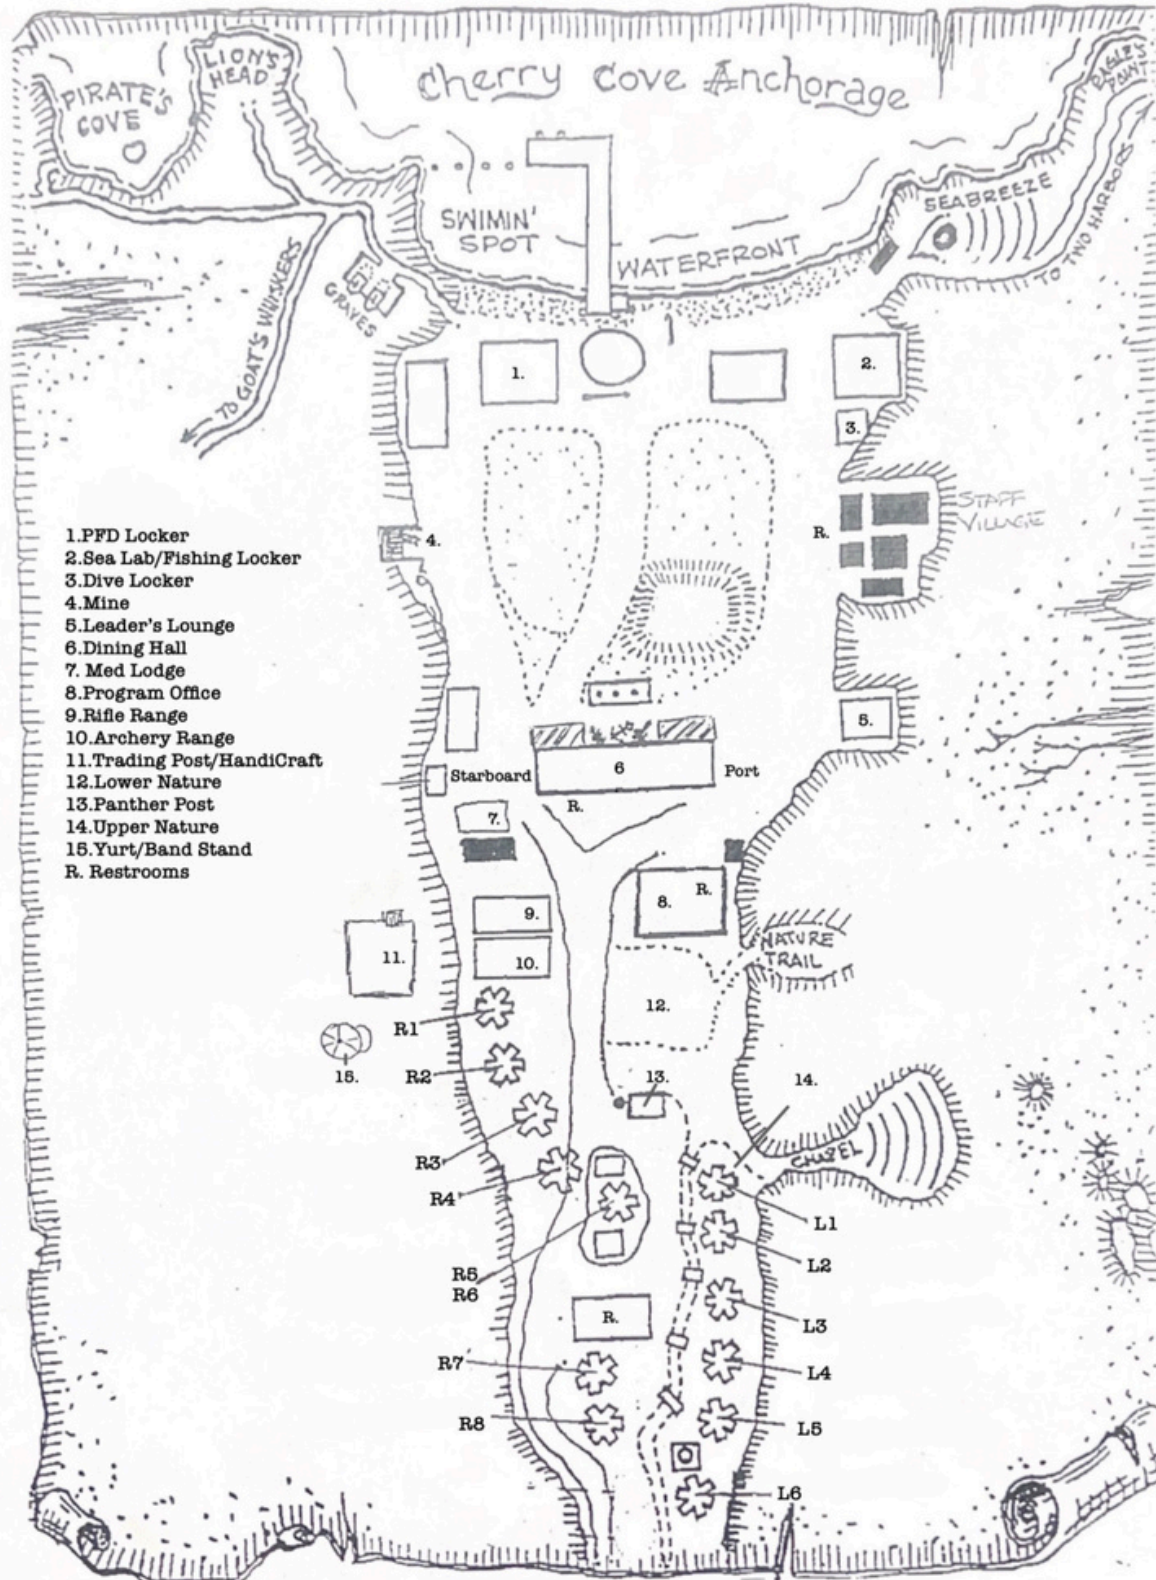 Cherry Cove Anchorage
LION'S
HEAD
PIRATE'S
COVE
EAGLE'S
POINT
SEABREEZE
TO TWO HARBORS
SWIMIN'
SPOT
WATERFRONT
GRAVES
TO GOAT'S WHISKERS
1.
2.
3.
STAFF
VILLAGE
R.
4.
1.PFD Locker
2.Sea Lab/Fishing Locker
3.Dive Locker
4.Mine
5.Leader's Lounge
6.Dining Hall
7. Med Lodge
8.Program Office
9.Rifle Range
10.Archery Range
11.Trading Post/HandiCraft
12.Lower Nature
13.Panther Post
14.Upper Nature
15.Yurt/Band Stand
R. Restrooms
5.
Starboard
6
Port
R.
7.
R.
8.
9.
10.
11.
NATURE
TRAIL
12.
R1
R2
15.
13.
14.
R3
R4
CHAPEL
L1
L2
R5
R6
R.
L3
R7
L4
R8
L5
L6